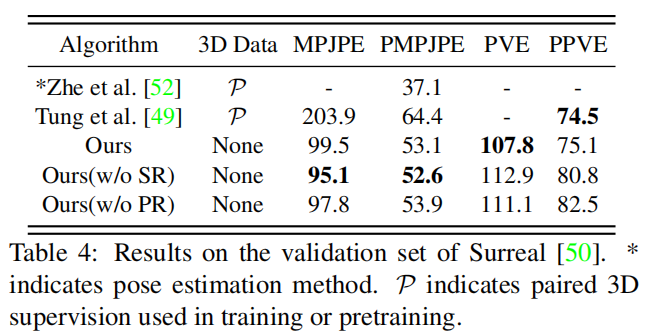 Algorithm 3D Data MPJPE PMPJPE PVE PPVE
*Zhe et al. [52] 𝒫 - 37.1 - -
Tung et al. [49] 𝒫 203.9 64.4 - 74.5
Ours None 99.5 53.1 107.8 75.1
Ours(w/o SR) None 95.1 52.6 112.9 80.8
Ours(w/o PR) None 97.8 53.9 111.1 82.5
Table 4: Results on the validation set of Surreal [50]. *
indicates pose estimation method. 𝒫 indicates paired 3D
supervision used in training or pretraining.